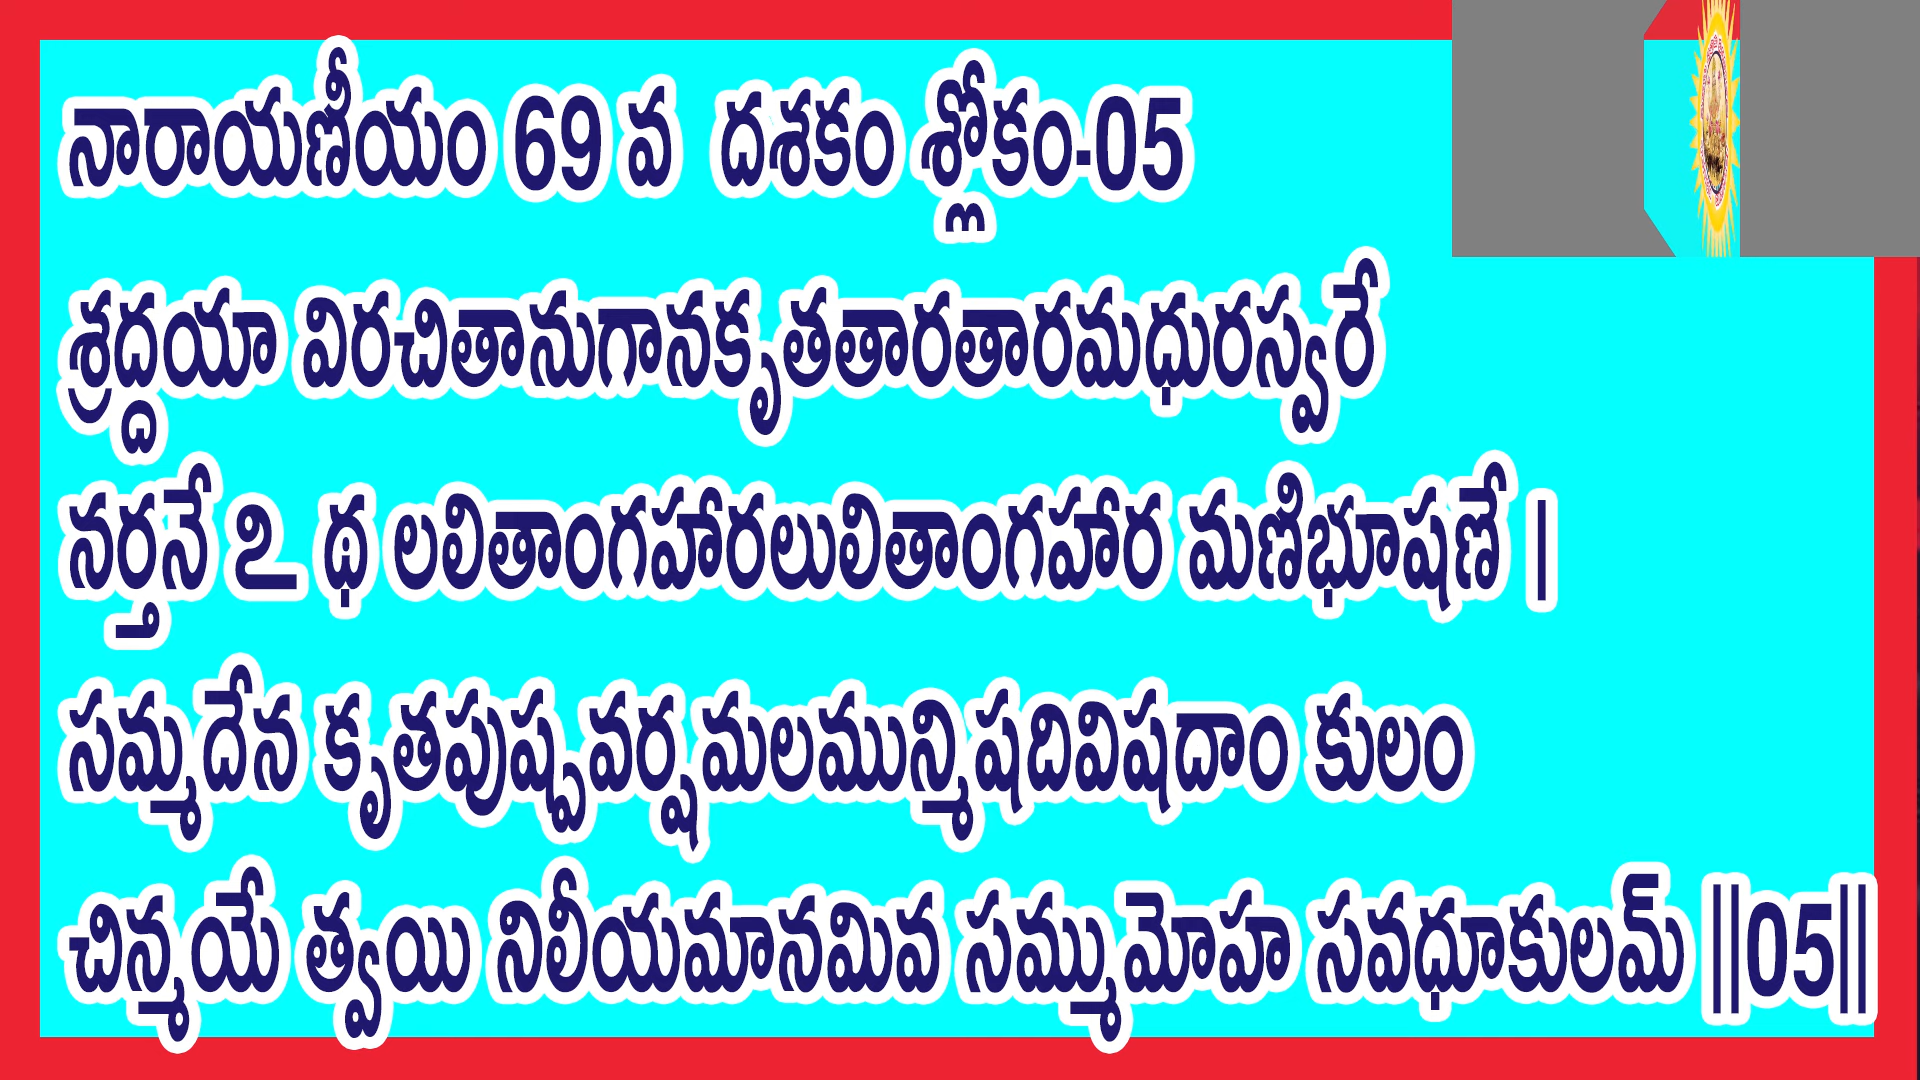 నారాయణీయం 69 వ దశకం శ్లోకం-05
శ్రద్దయా విరచితానుగానకృతతారతారమధురస్వరే
నర్తనే ఽ థ లలితాంగహారలులితాంగహార మణిభూషణే |
సమ్మదేన కృతపుష్పవర్షమలమున్మిషదివిషదాం కులం
చిన్మయే త్వయి నిలీయమానమివ సమ్ముమోహ సవధూకులమ్ ||05||